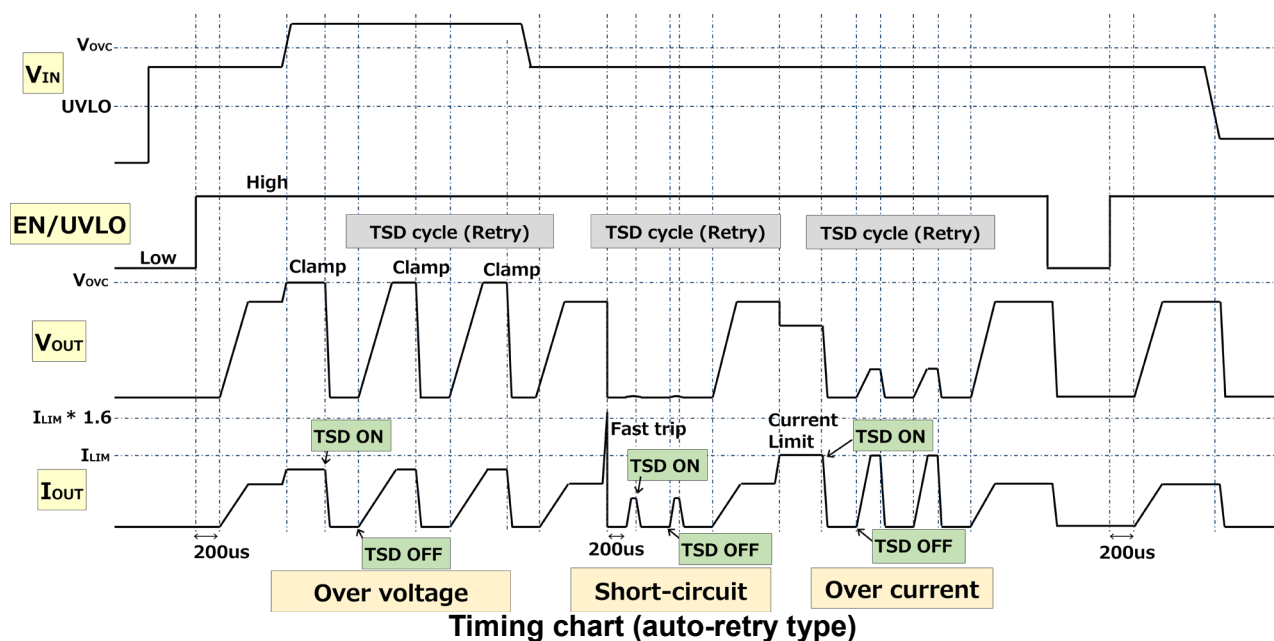 VOVC
VIN
UVLO
High
EN/UVLO
TSD cycle (Retry)
TSD cycle (Retry)
TSD cycle (Retry)
Low
VOVC
Clamp
Clamp
Clamp
VOUT
ILIM * 1.6
Fast trip
Current
Limit
TSD ON
TSD ON
TSD ON
ILIM
IOUT
200us
TSD OFF
200us
TSD OFF
TSD OFF
200us
Over voltage
Short-circuit
Over current
Timing chart (auto-retry type)